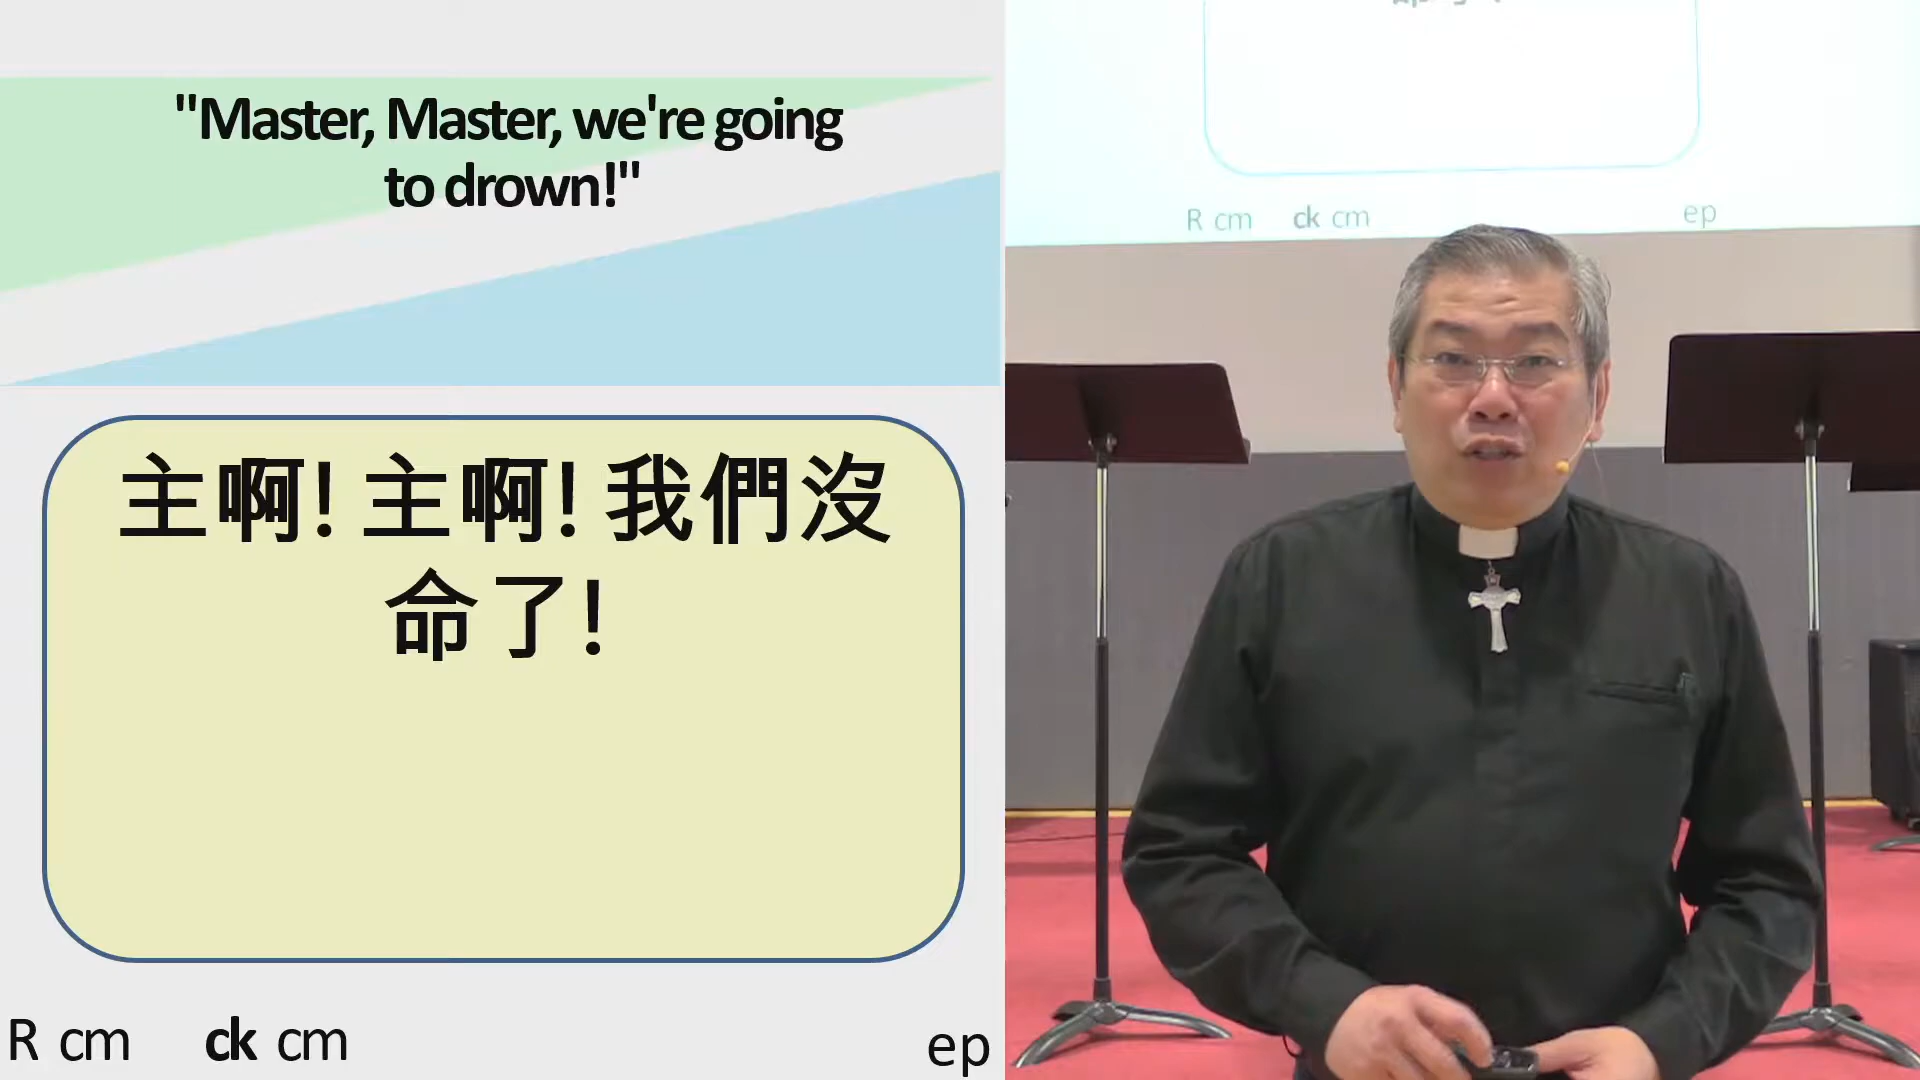 "Master, Master, we're going
to drown!"
主啊! 主啊! 我們沒
命了!
R cm ck cm ep
R cm ck cm ep